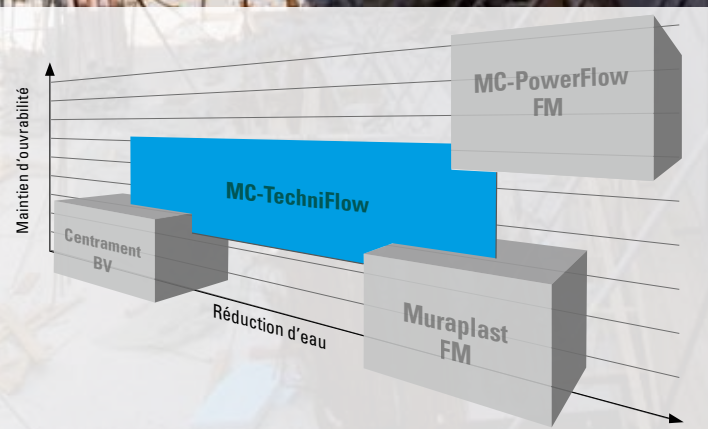 Maintien d'ouvrabilité
MC-PowerFlow
FM
MC-TechniFlow
Centrament
BV
Réduction d'eau
Muraplast
FM